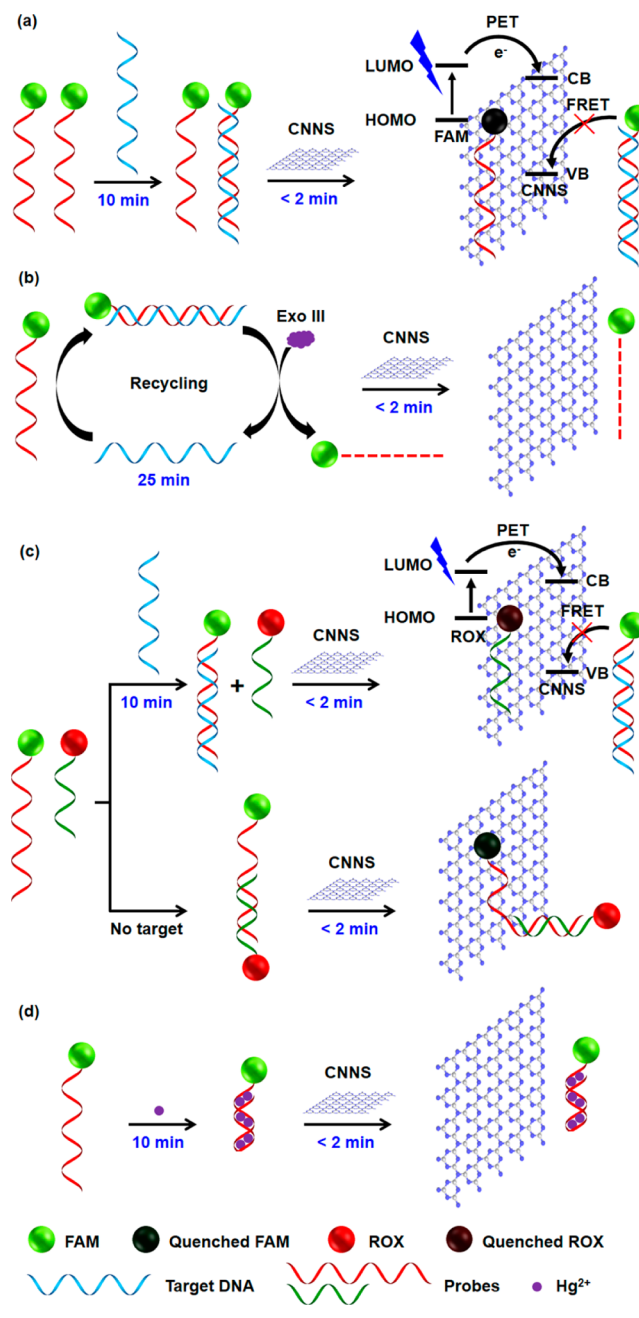 (a)
PET
e-
LUMO
CB
HOMO
FAM
FRET
CNNS
10 min
< 2 min
VB
CNNS
(b)
Exo III
CNNS
Recycling
< 2 min
25 min
(c)
PET
e-
LUMO
CB
HOMO
ROX
FRET
CNNS
10 min
+
< 2 min
VB
CNNS
CNNS
No target
< 2 min
(d)
CNNS
10 min
< 2 min
FAM Quenched FAM ROX Quenched ROX
Target DNA Probes Hg2+